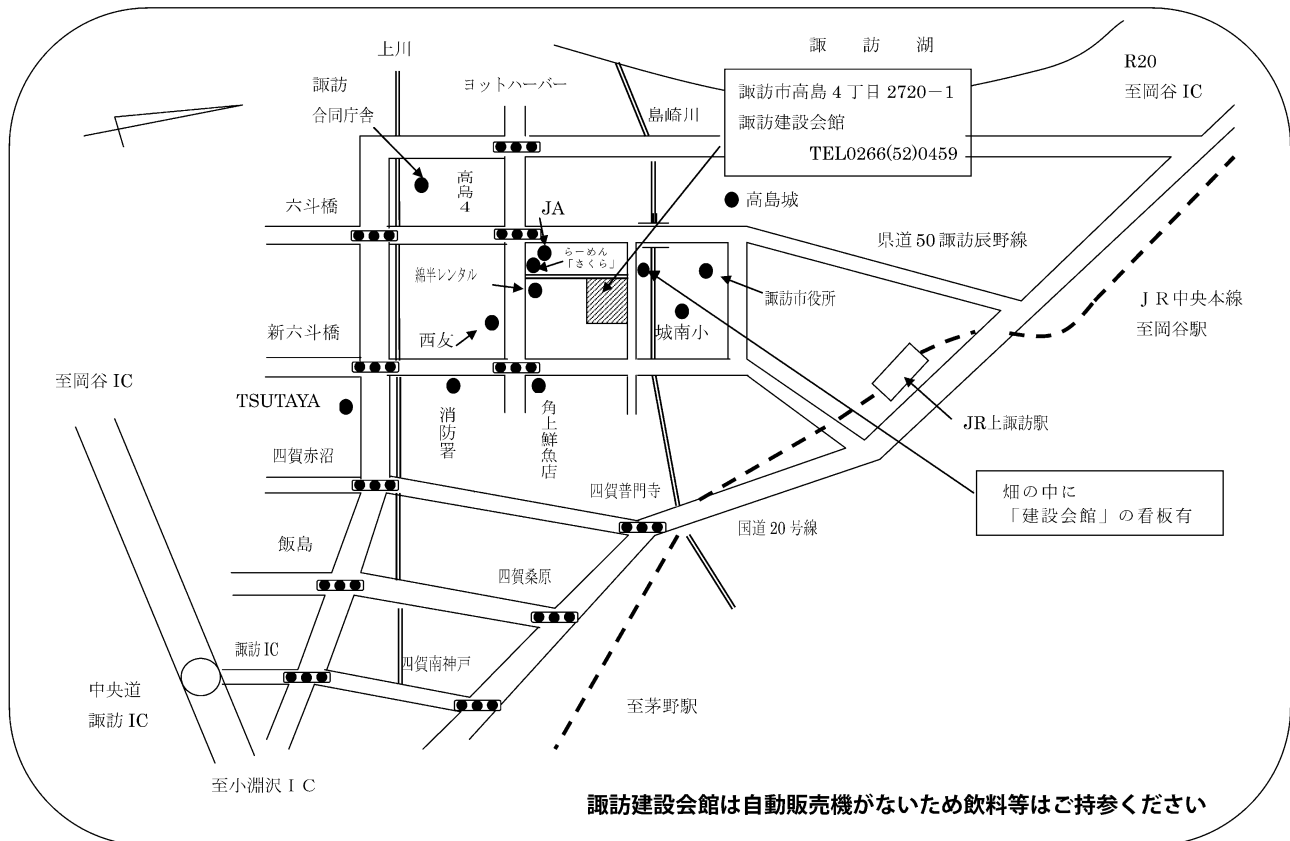 上川
諏　訪　湖
R20
至岡谷 IC
諏訪
合同庁舎
ヨットハーバー
島崎川
諏訪市高島 4 丁目 2720－1
諏訪建設会館
TEL0266(52)0459
高島4
六斗橋
JA
高島城
らーめん
「さくら」
県道 50 諏訪辰野線
綿半レンタル
諏訪市役所
ＪＲ中央本線
至岡谷駅
新六斗橋
西友
城南小
至岡谷 IC
TSUTAYA
消防署
角上鮮魚店
JR上諏訪駅
四賀赤沼
四賀普門寺
畑の中に
「建設会館」の看板有
国道 20 号線
飯島
四賀桑原
諏訪 IC
四賀南神戸
中央道
諏訪 IC
至茅野駅
至小淵沢ＩＣ
諏訪建設会館は自動販売機がないため飲料等はご持参ください